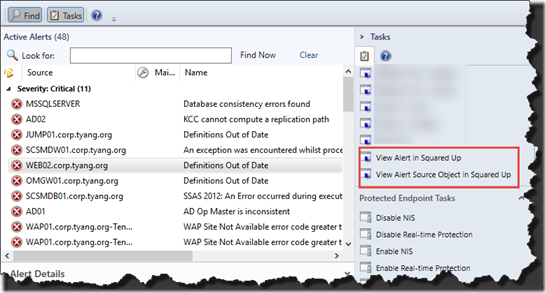 Find
Tasks
Active Alerts (48)
Look for:
Find Now
Clear
Source
Mai...
Name
Severity: Critical (11)
MSSQLSERVER
Database consistency errors found
AD02
KCC cannot compute a replication path
JUMP01.corp.tyang.org
Definitions Out of Date
SCSMDW01.corp.tyang.org
An exception was encountered whilst proce
WEB02.corp.tyang.org
Definitions Out of Date
OMGW01.corp.tyang.org
Definitions Out of Date
SCSMDB01.corp.tyang.org
SSAS 2012: An Error occurred during execut
AD01
AD Op Master is inconsistent
WAP01.corp.tyang.org-Ten...
WAP Site Not Available error code greater t
WAP01.corp.tyang.org-Ten...
WAP Site Not Available error code greater t
Alert Details
Tasks
View Alert in Squared Up
View Alert Source Object in Squared Up
Protected Endpoint Tasks
Disable NIS
Disable Real-time Protection
Enable NIS
Enable Real-time Protection